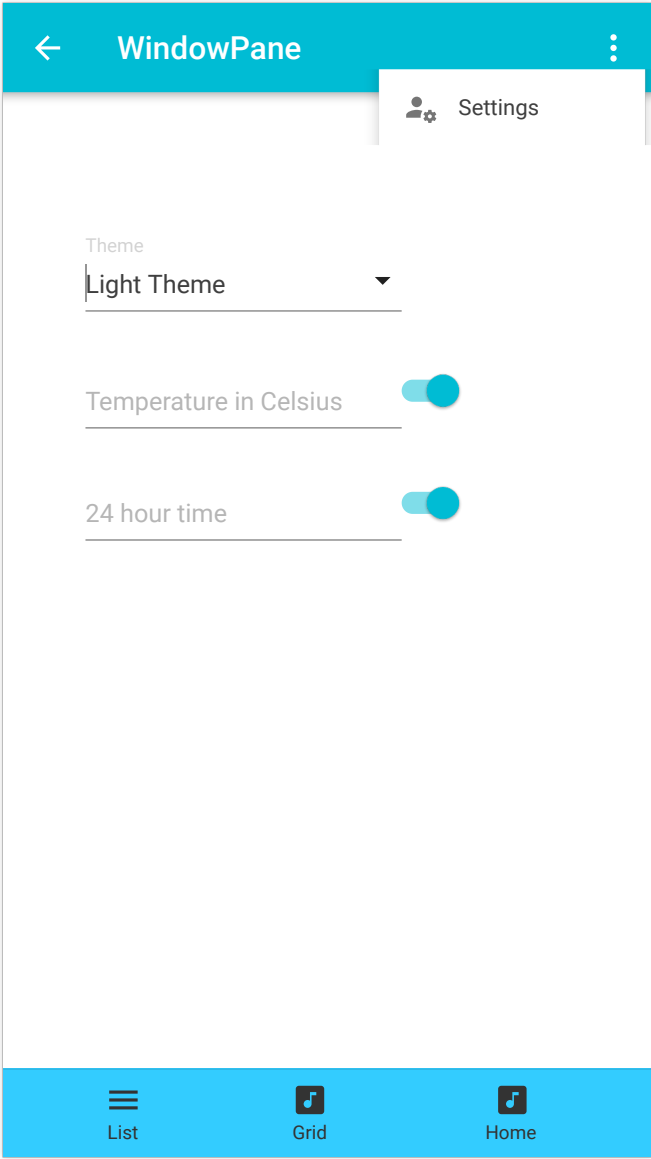 WindowPane
Settings
Theme
Light Theme
Temperature in Celsius
24 hour time
List
Grid
Home